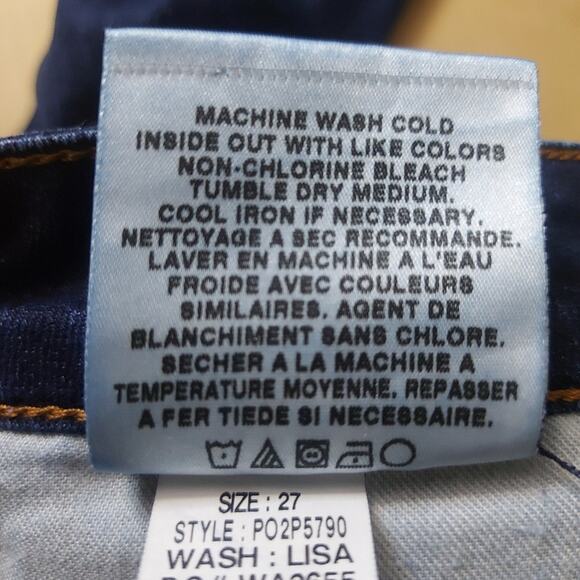 MACHINE WASH COLD
INSIDE OUT WITH LIKE COLORS
NON-CHLORINE BLEACH
TUMBLE DRY MEDIUM.
COOL IRON IF NECESSARY.
NETTOYAGE A SEC RECOMMANDE.
LAVER EN MACHINE A L'EAU
FROIDE AVEC COULEURS
SIMILAIRES. AGENT DE
BLANCHIMENT SANS CHLORE.
SECHER A LA MACHINE A
TEMPERATURE MOYENNE. REPASSER
A FER TIEDE SI NECESSAIRE.
SIZE : 27
STYLE : PO2P5790
WASH : LISA